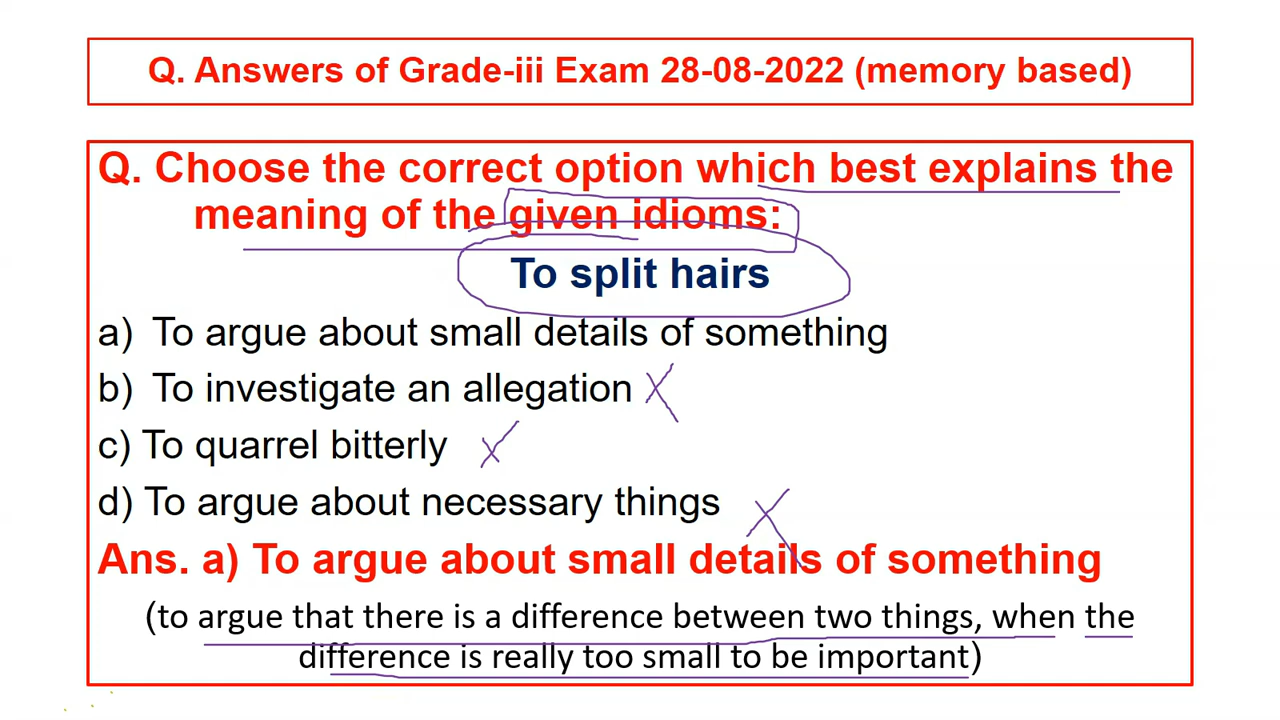 Q. Answers of Grade-iii Exam 28-08-2022 (memory based)
Q. Choose the correct option which best explains the
meaning of the given idioms:
To split hairs
a) To argue about small details of something
b) To investigate an allegation
c) To quarrel bitterly
d) To argue about necessary things
Ans. a) To argue about small details of something
(to argue that there is a difference between two things, when the
difference is really too small to be important)